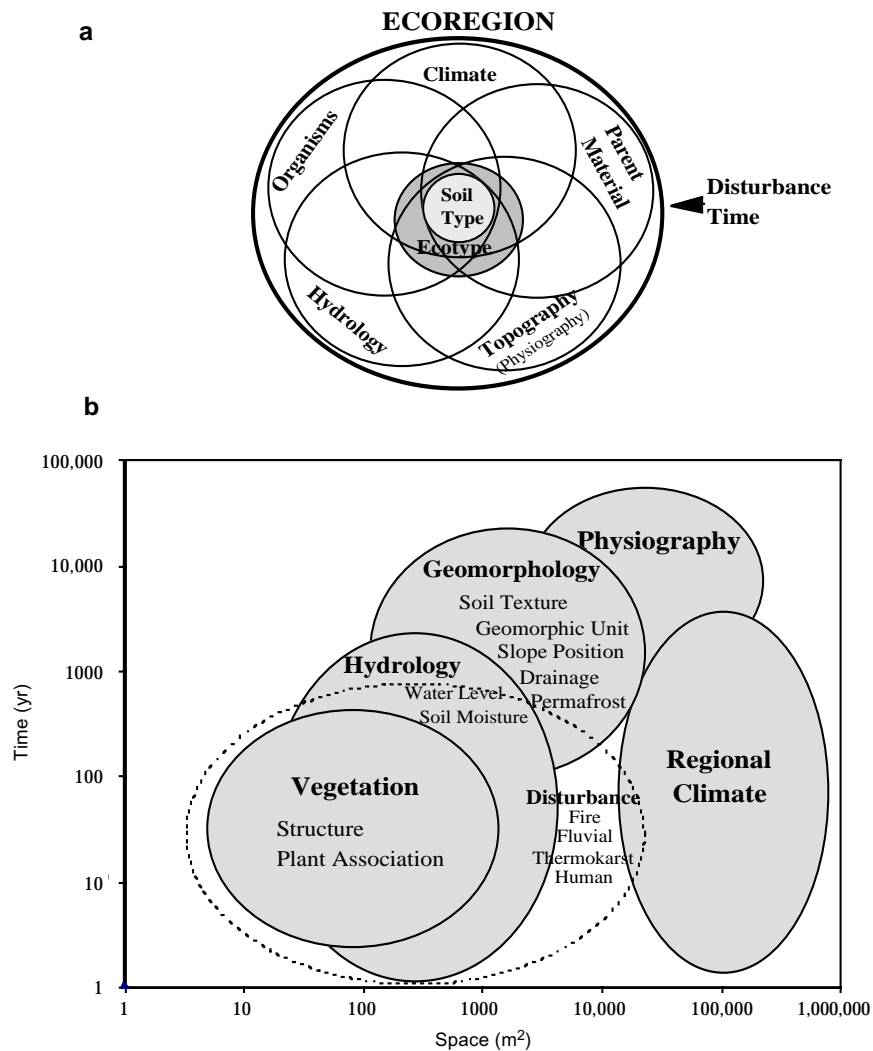 a
ECOREGION
Climate
Organisms
Parent
Material
Disturbance
Time
Soil
Type
Ecotype
Hydrology
Topography
(Physiography)
b
100,000
10,000
1000
100
10
1
Time (yr)
Physiography
Geomorphology
Soil Texture
Geomorphic Unit
Slope Position
Drainage
Permafrost
Hydrology
Water Level
Soil Moisture
Regional
Climate
Vegetation
Structure
Plant Association
Disturbance
Fire
Fluvial
Thermokarst
Human
1
10
100
1000
10,000
100,000
1,000,000
Space (m²)